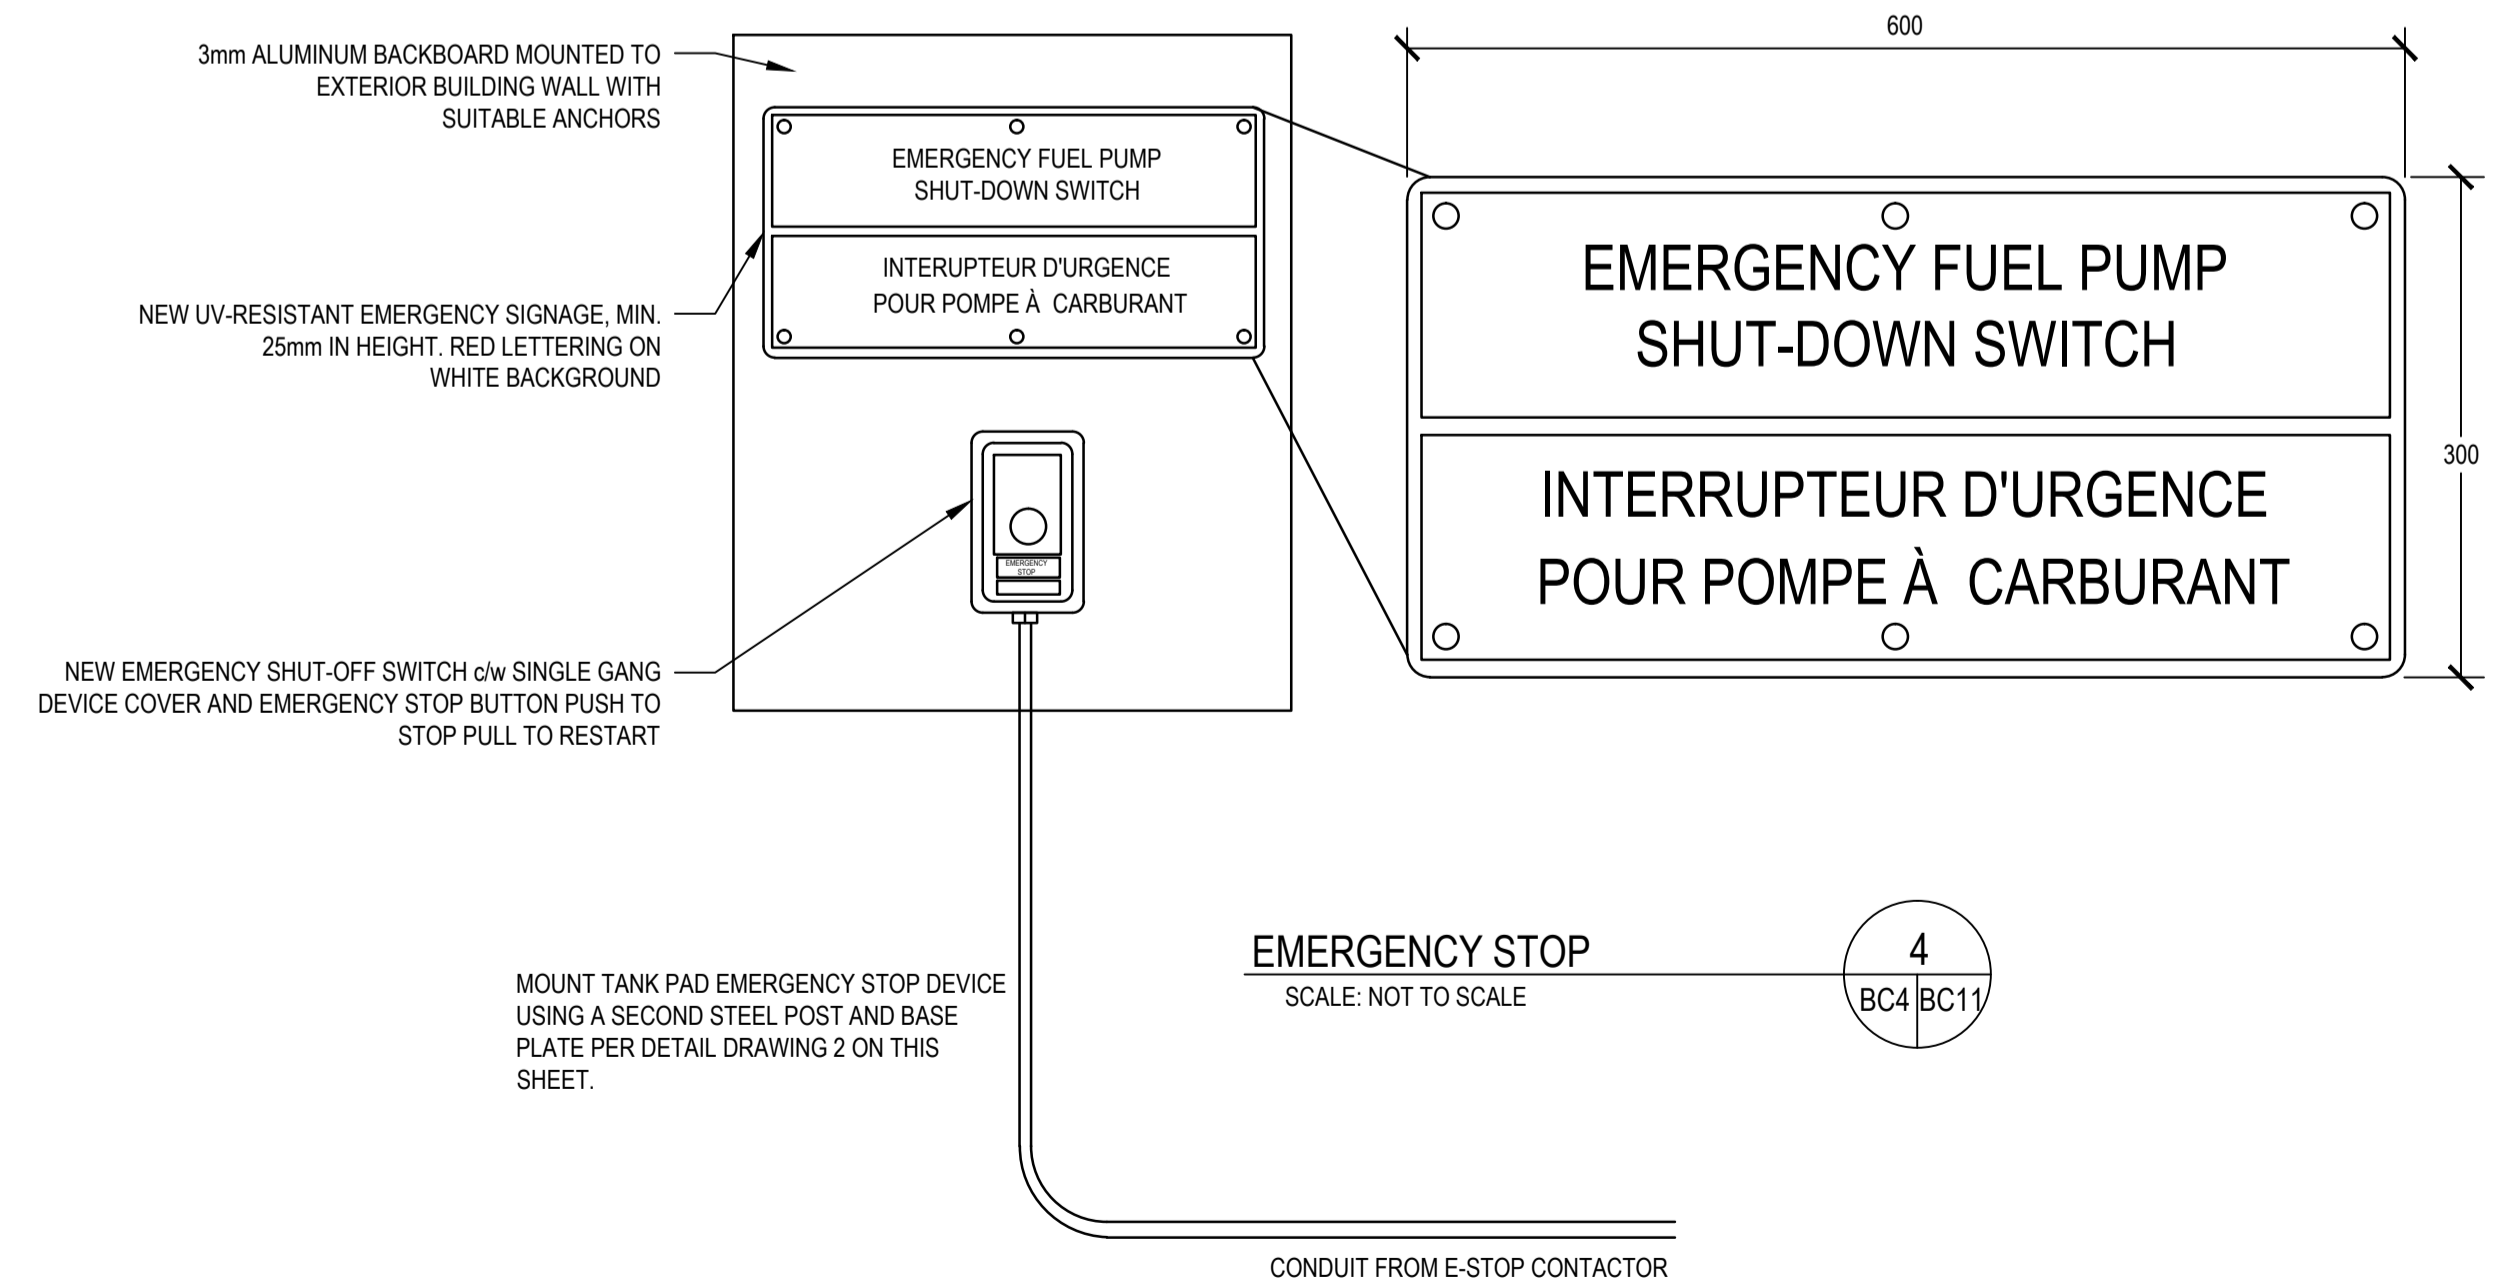 3mm ALUMINUM BACKBOARD MOUNTED TO
EXTERIOR BUILDING WALL WITH
SUITABLE ANCHORS
EMERGENCY FUEL PUMP
SHUT-DOWN SWITCH
INTERUPTEUR D'URGENCE
POUR POMPE À CARBURANT
NEW UV-RESISTANT EMERGENCY SIGNAGE, MIN.
25mm IN HEIGHT. RED LETTERING ON
WHITE BACKGROUND
EMERGENCY
STOP
NEW EMERGENCY SHUT-OFF SWITCH c/w SINGLE GANG
DEVICE COVER AND EMERGENCY STOP BUTTON PUSH TO
STOP PULL TO RESTART
600
EMERGENCY FUEL PUMP
SHUT-DOWN SWITCH
INTERRUPTEUR D'URGENCE
POUR POMPE À CARBURANT
300
MOUNT TANK PAD EMERGENCY STOP DEVICE
USING A SECOND STEEL POST AND BASE
PLATE PER DETAIL DRAWING 2 ON THIS
SHEET.
EMERGENCY STOP
SCALE: NOT TO SCALE
4
BC4 BC11
CONDUIT FROM E-STOP CONTACTOR